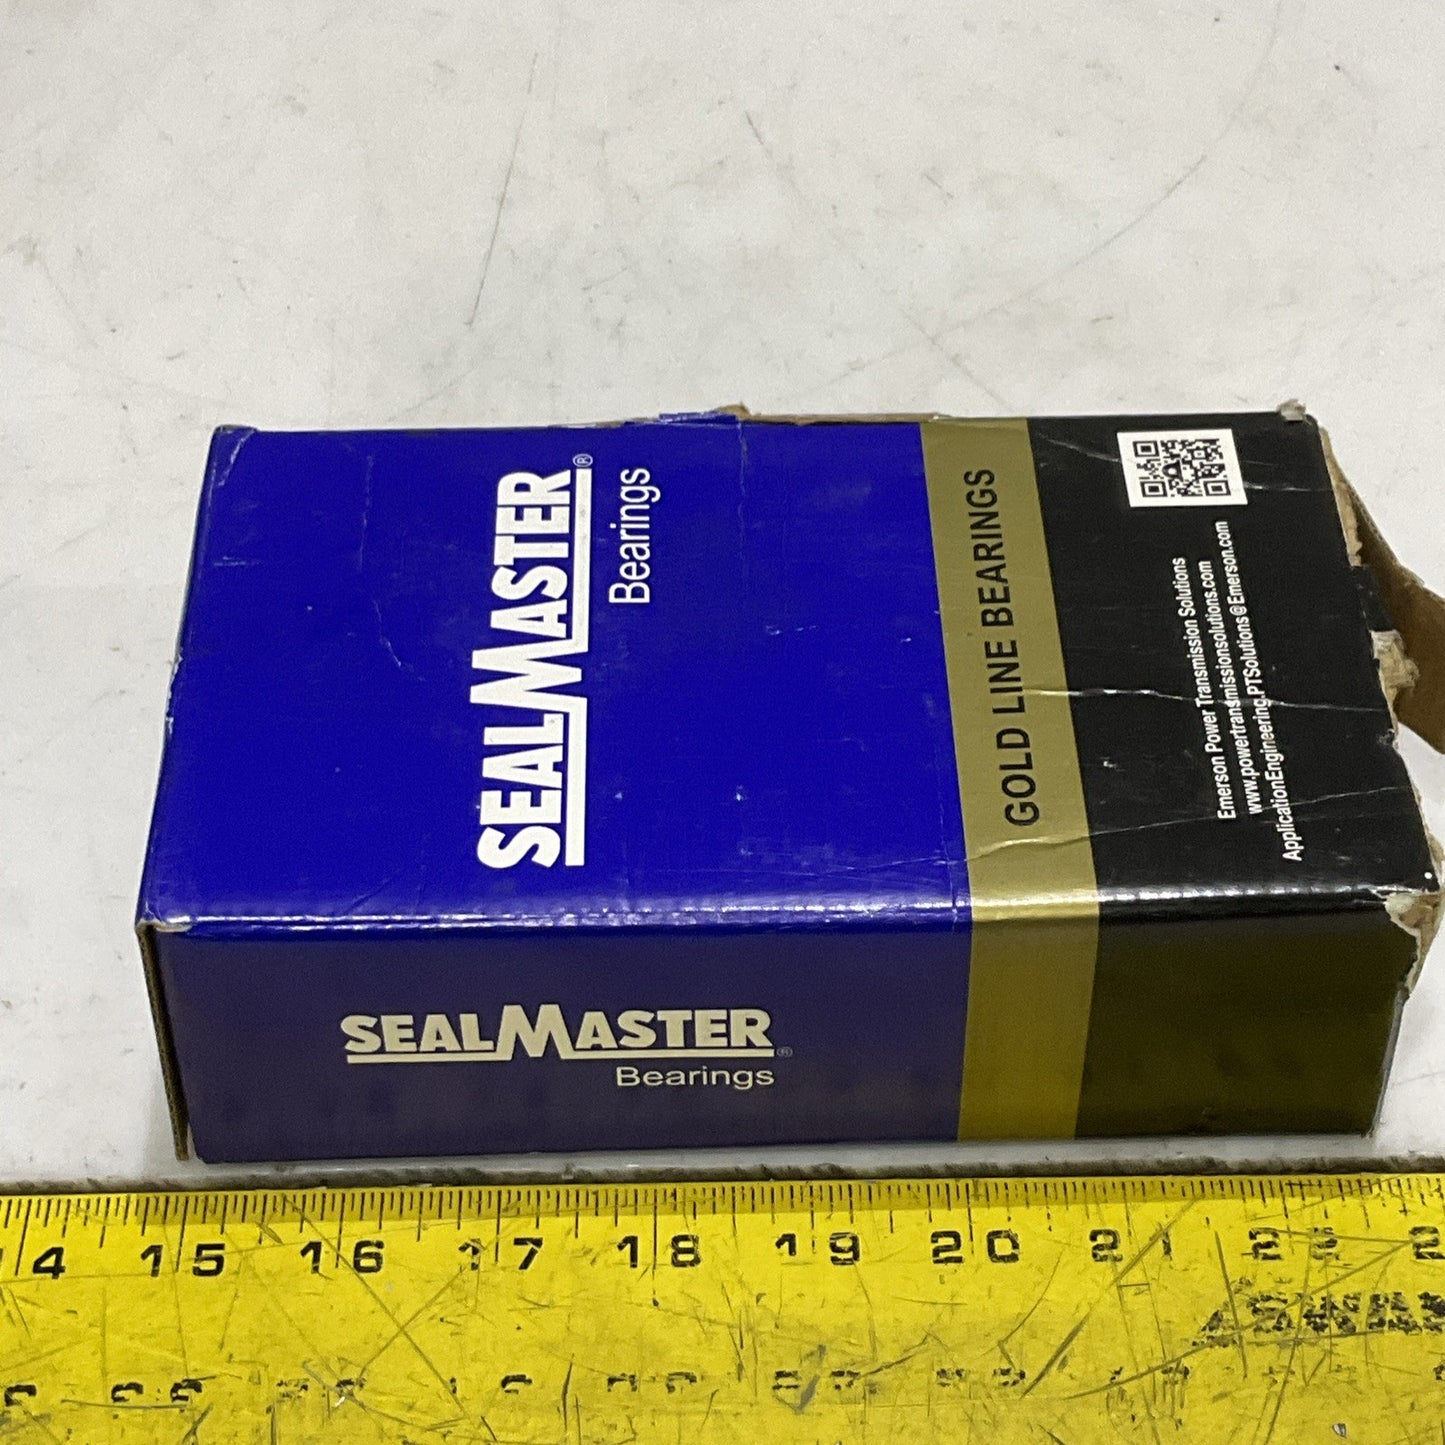 SEALMASTER®
Bearings
GOLD LINE BEARINGS
Emerson Power Transmission Solutions
www.powertransmissionsolutions.com
ApplicationEngineering.PTSolutions@Emerson.com
SEALMASTER®
Bearings
14 15 16 17 18 19 20 21 22